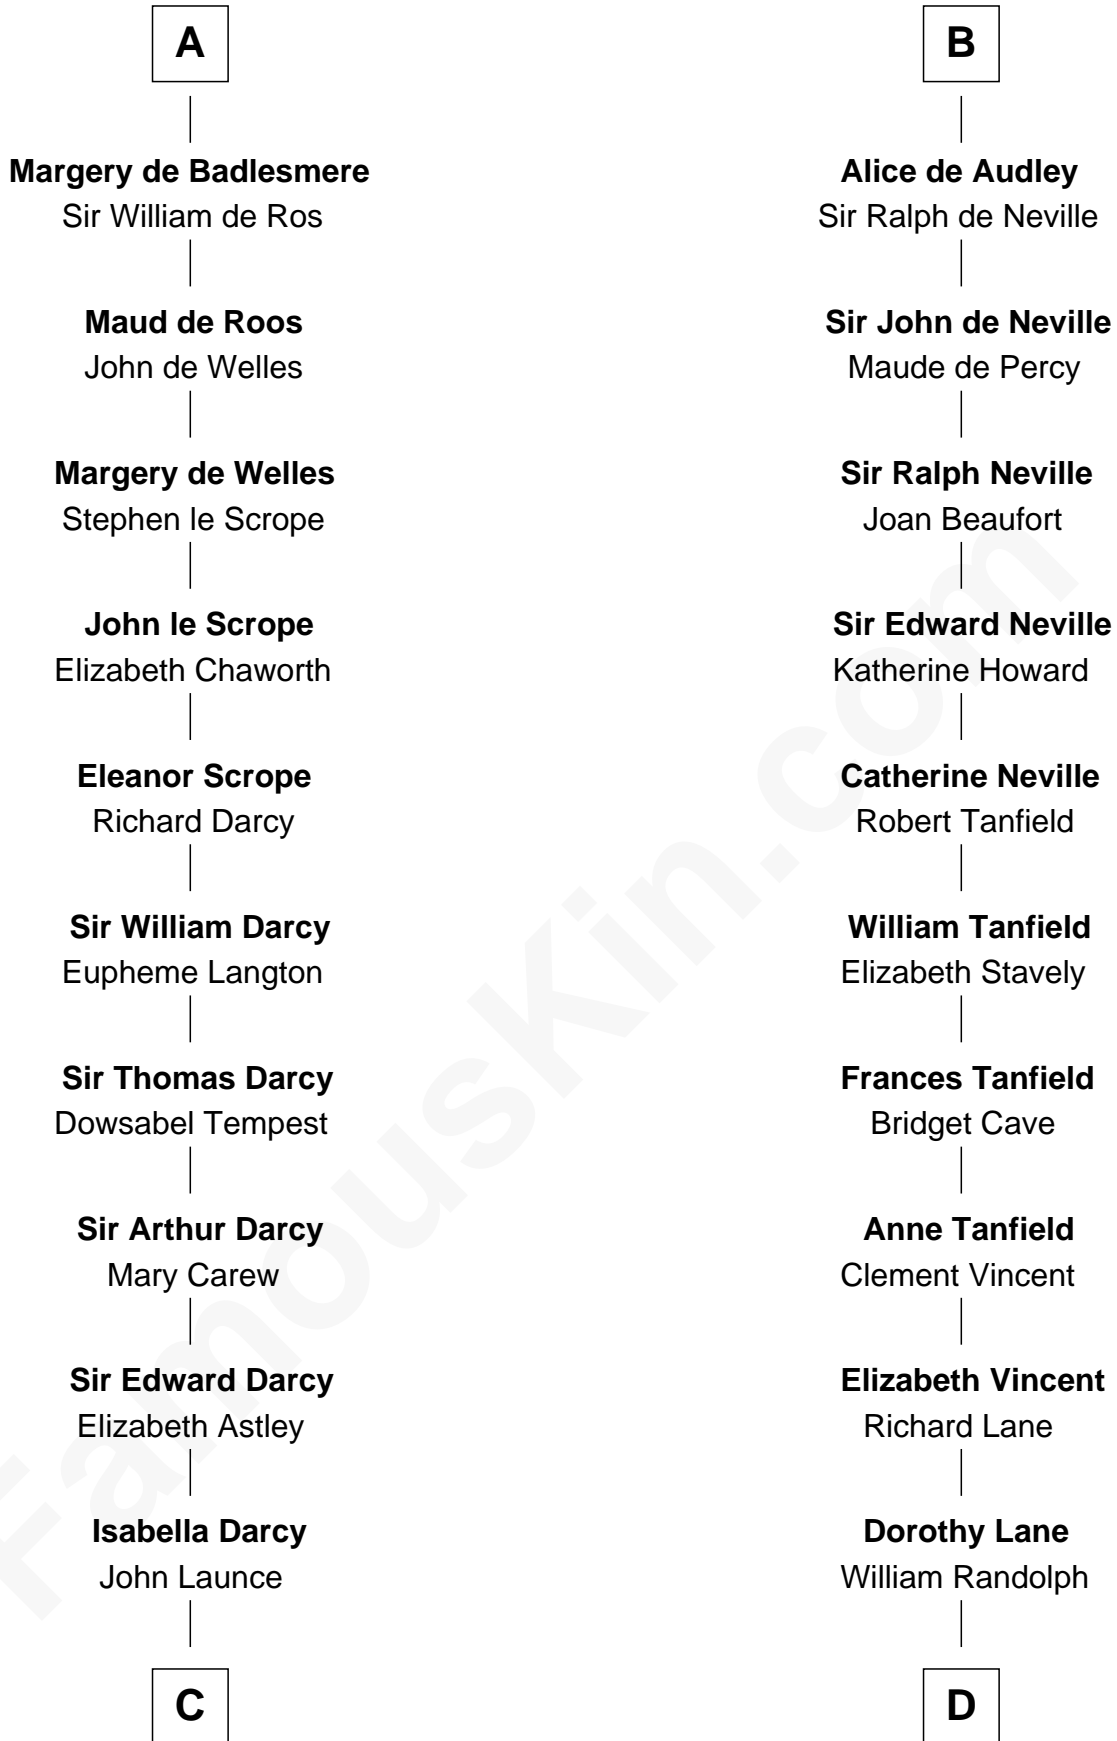 A
Margery de Badlesmere
Sir William de Ros
Maud de Roos
John de Welles
Margery de Welles
Stephen le Scrope
John le Scrope
Elizabeth Chaworth
Eleanor Scrope
Richard Darcy
Sir William Darcy
Eupheme Langton
Sir Thomas Darcy
Dowsabel Tempest
Sir Arthur Darcy
Mary Carew
Sir Edward Darcy
Elizabeth Astley
Isabella Darcy
John Launce
C
B
Alice de Audley
Sir Ralph de Neville
Sir John de Neville
Maude de Percy
Sir Ralph Neville
Joan Beaufort
Sir Edward Neville
Katherine Howard
Catherine Neville
Robert Tanfield
William Tanfield
Elizabeth Stavely
Frances Tanfield
Bridget Cave
Anne Tanfield
Clement Vincent
Elizabeth Vincent
Richard Lane
Dorothy Lane
William Randolph
D
FamousKin.com